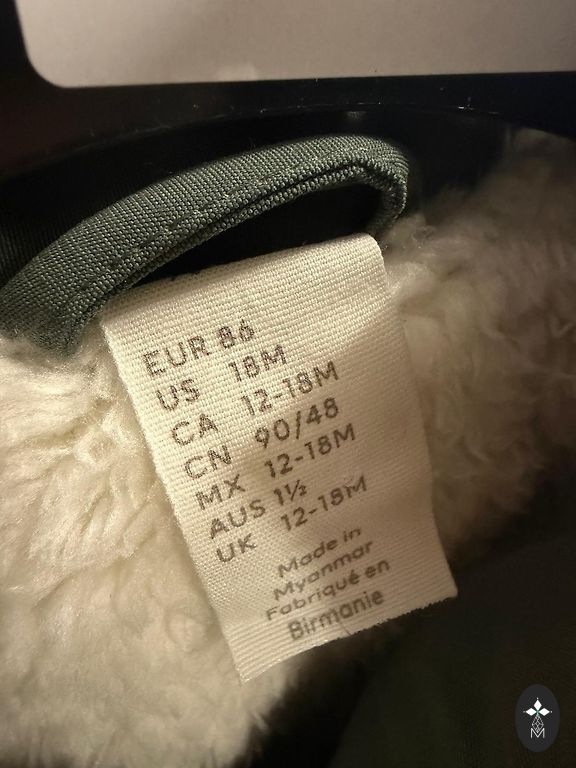 EUR 86
US 18M
CA 12-18M
CN 90/48
MX 12-18M
AUS 1½
UK 12-18M
Made in
Myanmar
Fabriqué en
Birmanie
M